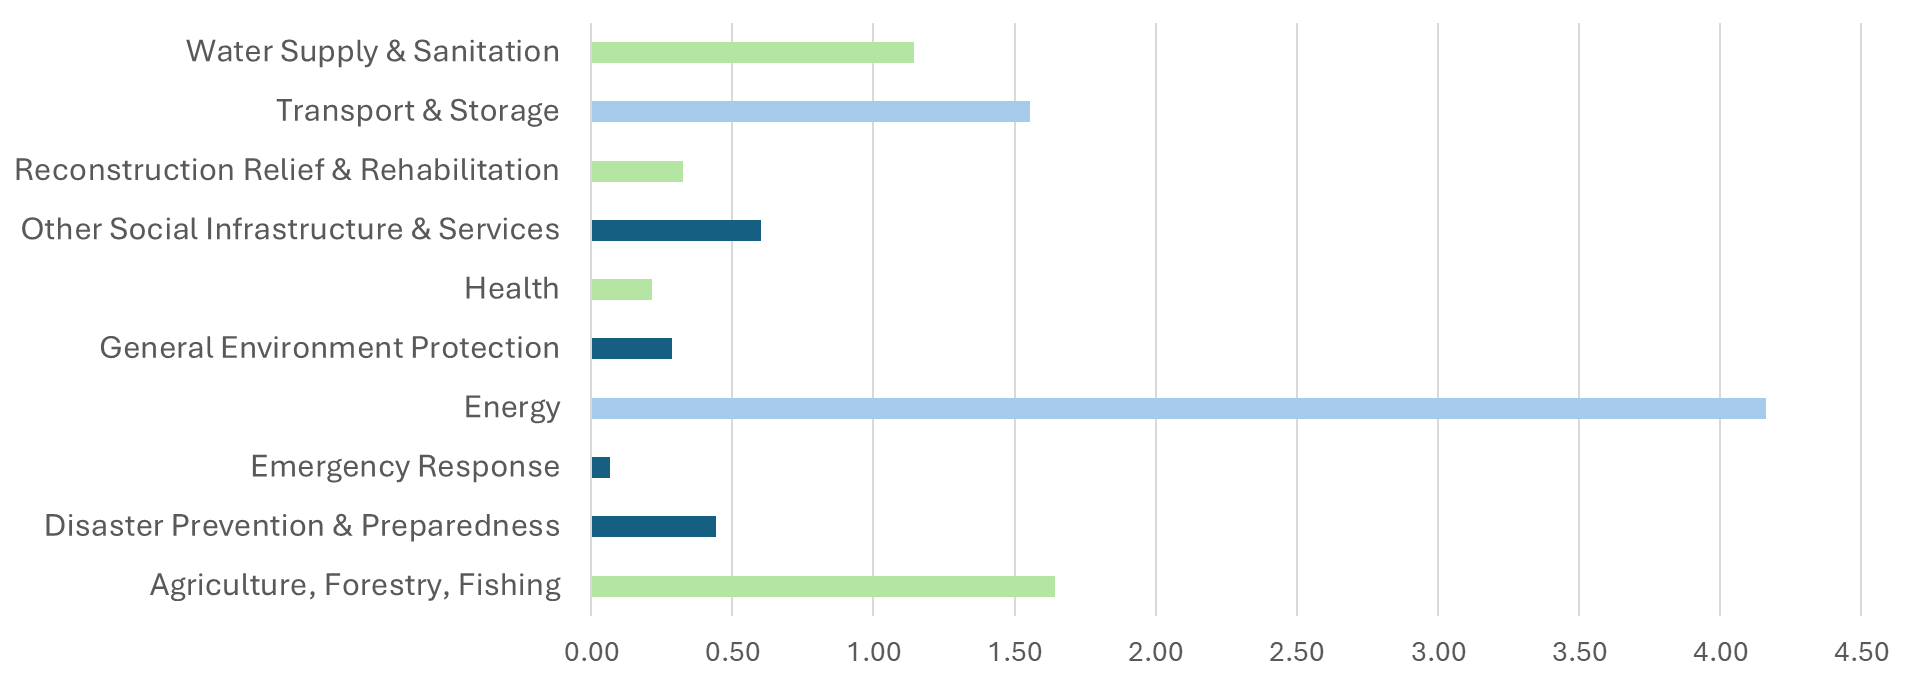 Water Supply & Sanitation
Transport & Storage
Reconstruction Relief & Rehabilitation
Other Social Infrastructure & Services
Health
General Environment Protection
Energy
Emergency Response
Disaster Prevention & Preparedness
Agriculture, Forestry, Fishing
0.00 0.50 1.00 1.50 2.00 2.50 3.00 3.50 4.00 4.50